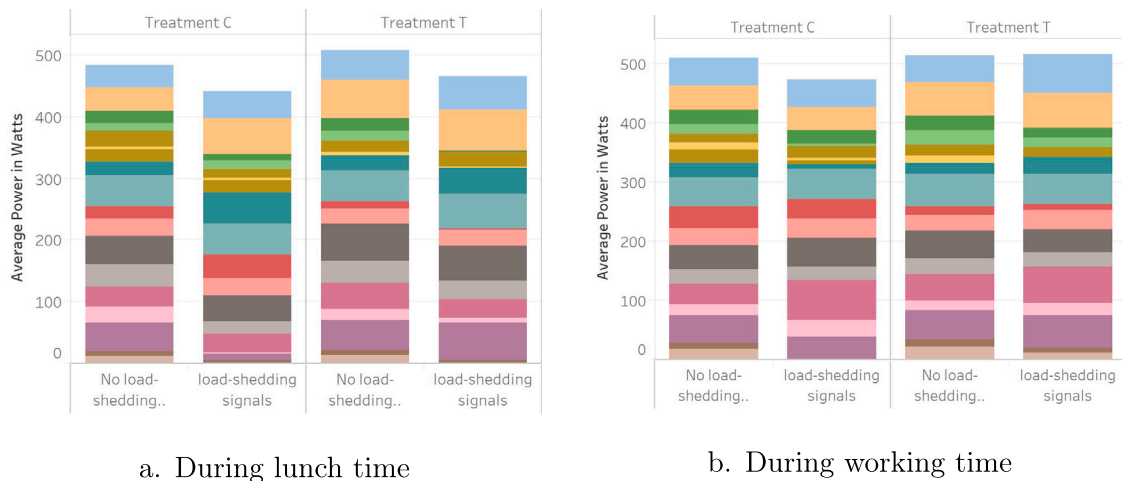 Treatment C
Treatment T
Average Power in Watts
500
400
300
200
100
0
No load-
shedding..
load-shedding
signals
No load-
shedding..
load-shedding
signals
a. During lunch time
Treatment C
Treatment T
Average Power in Watts
500
400
300
200
100
0
No load-
shedding..
load-shedding
signals
No load-
shedding..
load-shedding
signals
b. During working time